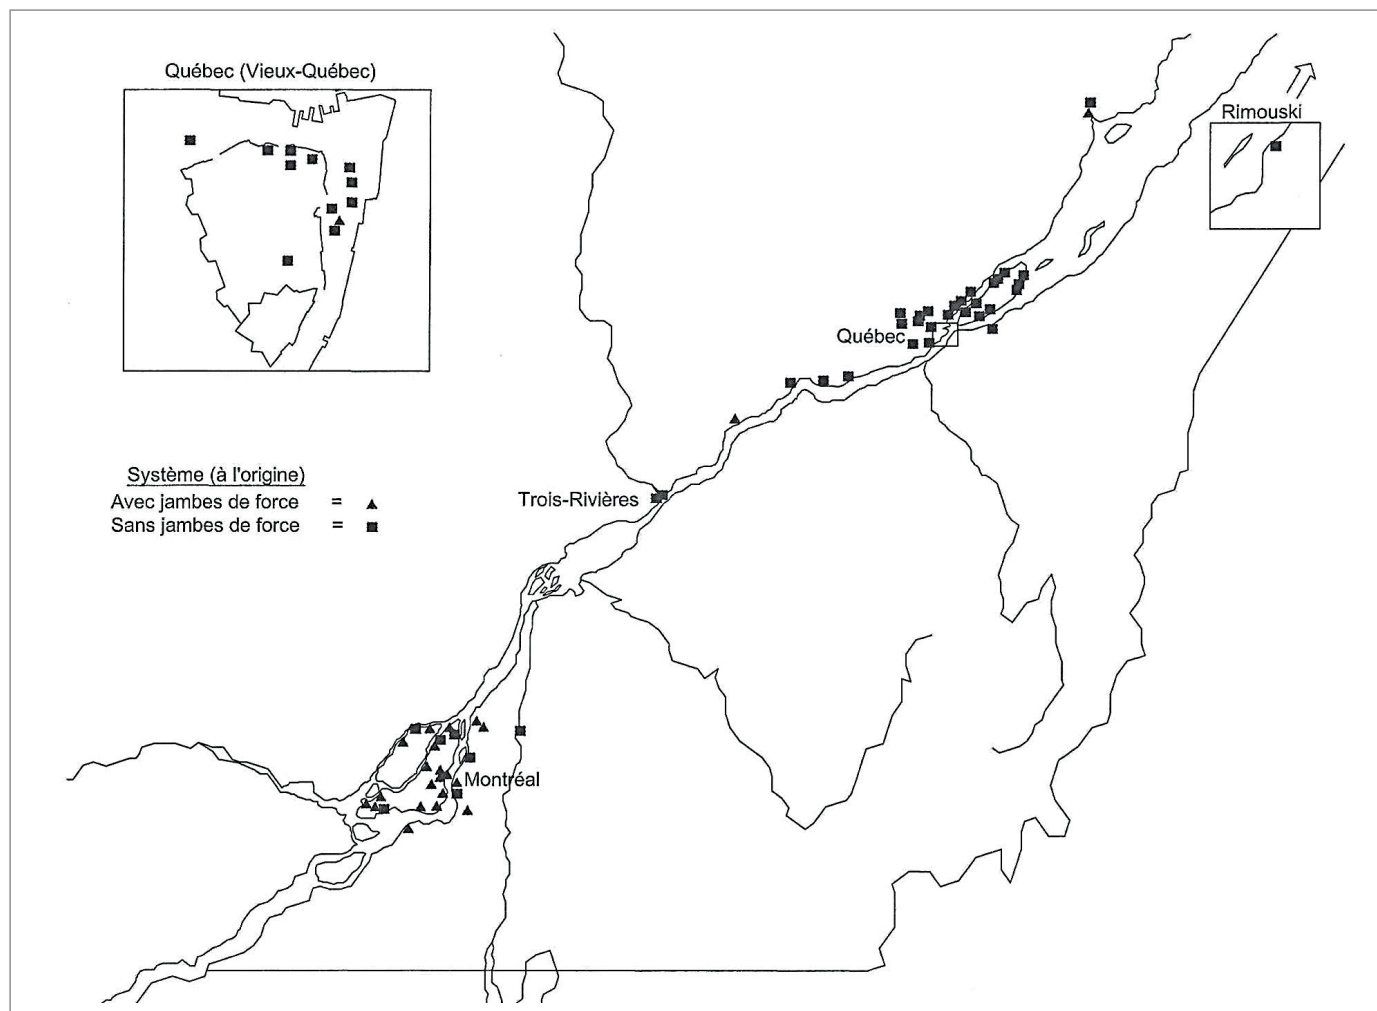 Québec (Vieux-Québec)
Rimouski
Québec
Système (à l'origine)
Avec jambes de force = ▲
Sans jambes de force = ■
Trois-Rivières
Montréal